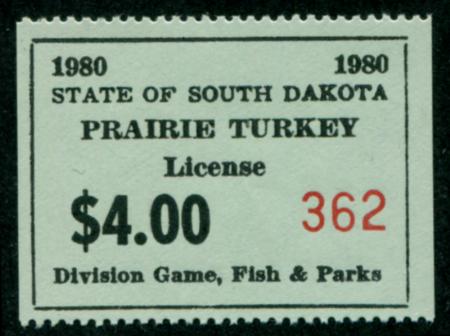 1980 1980
STATE OF SOUTH DAKOTA
PRAIRIE TURKEY
License
$4.00 362
Division Game, Fish & Parks